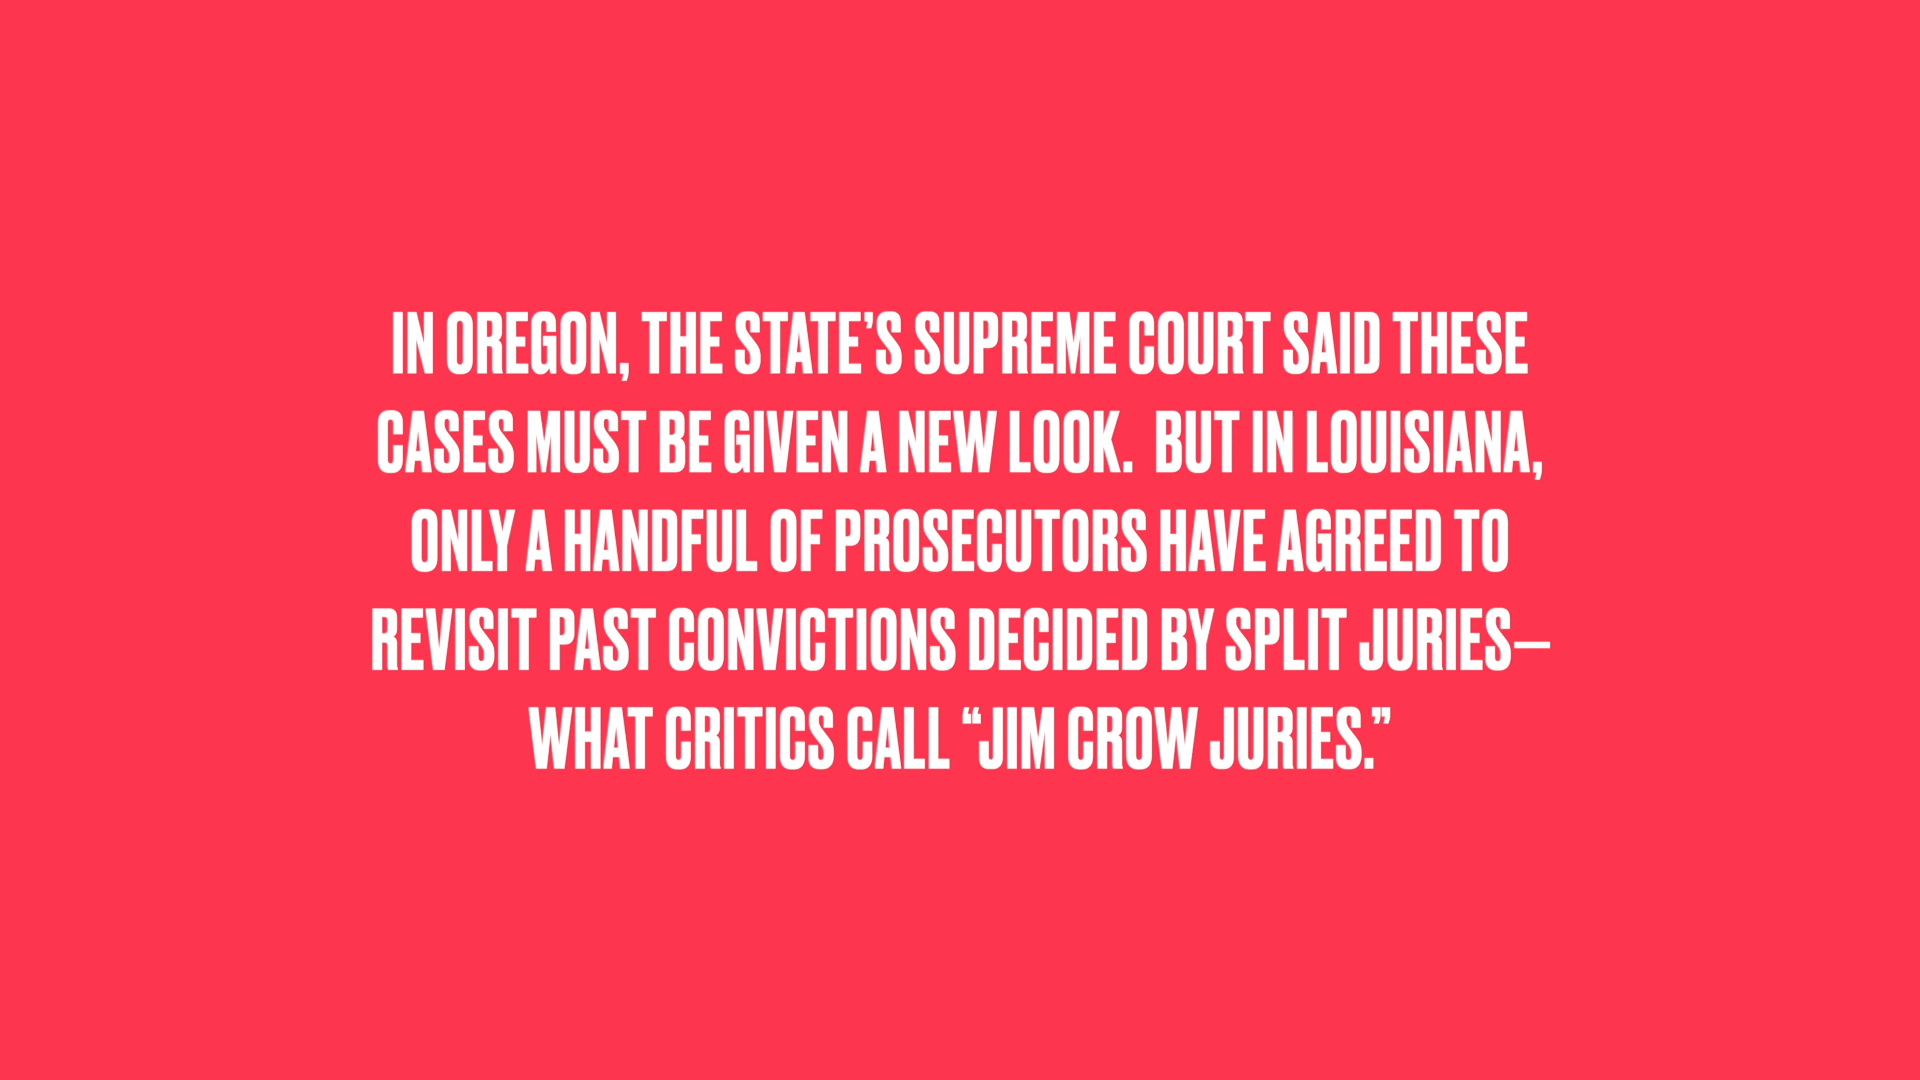 IN OREGON, THE STATE’S SUPREME COURT SAID THESE
CASES MUST BE GIVEN A NEW LOOK.  BUT IN LOUISIANA,
ONLY A HANDFUL OF PROSECUTORS HAVE AGREED TO
REVISIT PAST CONVICTIONS DECIDED BY SPLIT JURIES—
WHAT CRITICS CALL “JIM CROW JURIES.”